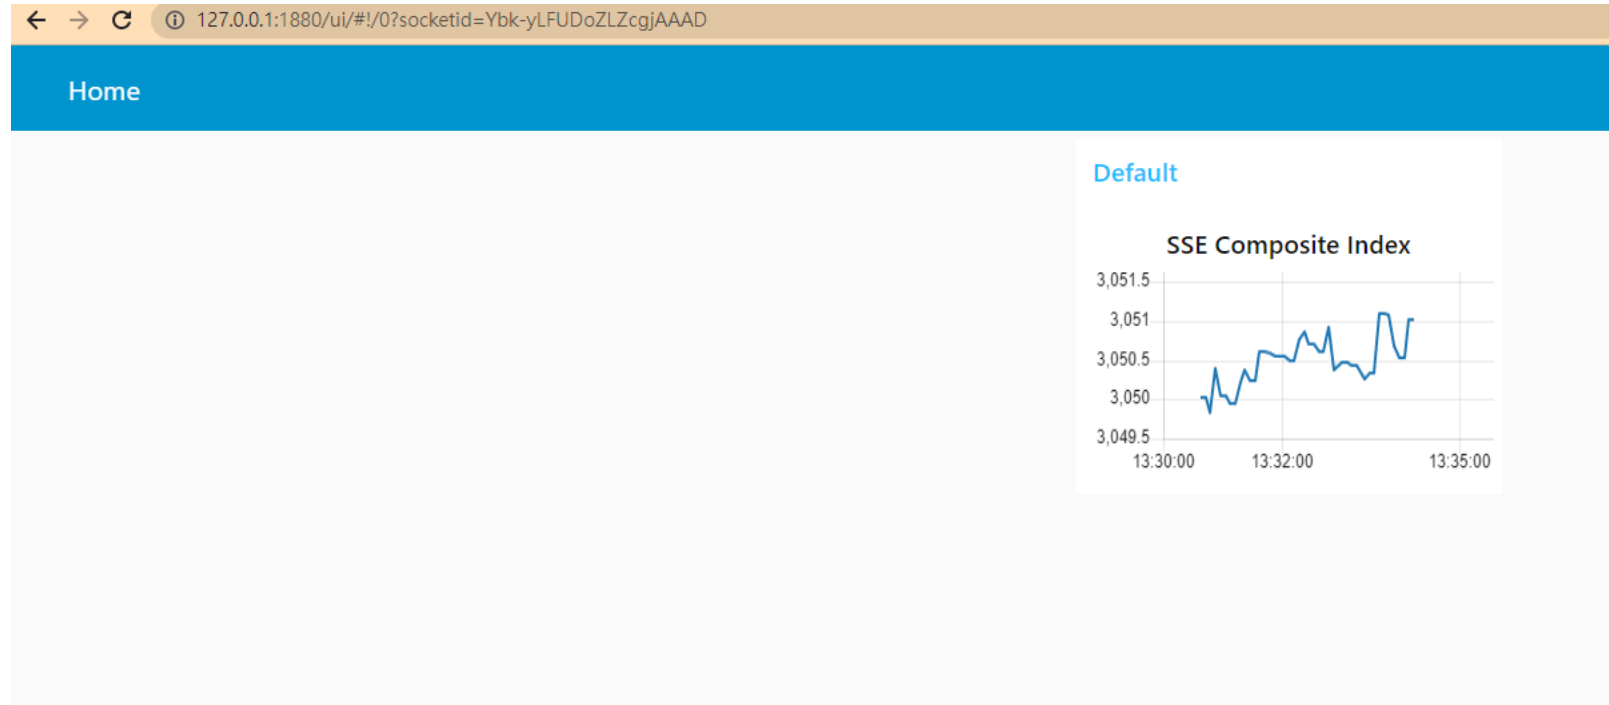 127.0.0.1:1880/ui/#!/0?socketid=Ybk-yLFUDoZLZcgjAAAD
Home
Default
SSE Composite Index
3,051.5
3,051
3,050.5
3,050
3,049.5
13:30:00 13:32:00 13:35:00